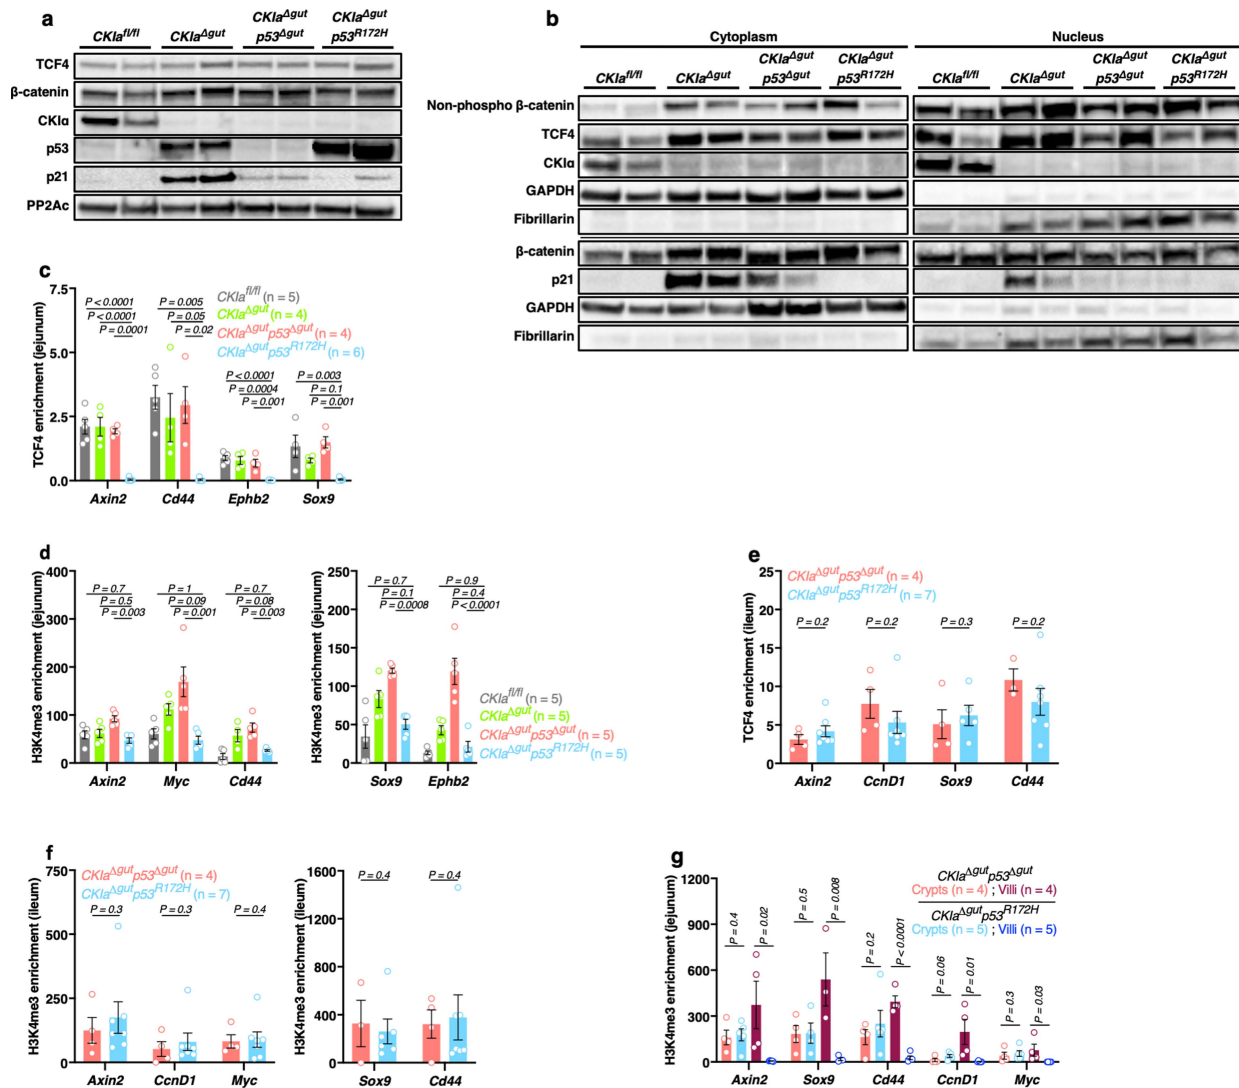 a
CKIa^fl/fl CKIa^Δgut CKIa^Δgut p53^Δgut CKIa^Δgut p53^R172H
TCF4
β-catenin
CKIα
p53
p21
PP2Ac
b
Cytoplasm Nucleus
CKIa^fl/fl CKIa^Δgut CKIa^Δgut p53^Δgut CKIa^Δgut p53^R172H CKIa^fl/fl CKIa^Δgut CKIa^Δgut p53^Δgut CKIa^Δgut p53^R172H
Non-phospho β-catenin
TCF4
CKIα
GAPDH
Fibrillarin
β-catenin
p21
GAPDH
Fibrillarin
c
TCF4 enrichment (jejunum)
7.5
5.0
2.5
0.0
CKIa^fl/fl (n = 5)
CKIa^Δgut (n = 4)
CKIa^Δgut p53^Δgut (n = 4)
CKIa^Δgut p53^R172H (n = 6)
P < 0.0001
P < 0.0001
P = 0.0001
P = 0.005
P = 0.05
P = 0.02
P < 0.0001
P = 0.0004
P = 0.001
P = 0.003
P = 0.1
P = 0.001
Axin2 Cd44 Ephb2 Sox9
d
H3K4me3 enrichment (jejunum)
400
300
200
100
0
P = 0.7
P = 0.5
P = 0.003
P = 1
P = 0.09
P = 0.001
P = 0.7
P = 0.08
P = 0.003
Axin2 Myc Cd44
H3K4me3 enrichment (jejunum)
250
200
150
100
50
0
P = 0.7
P = 0.1
P = 0.0008
P = 0.9
P = 0.4
P < 0.0001
CKIa^fl/fl (n = 5)
CKIa^Δgut (n = 5)
CKIa^Δgut p53^Δgut (n = 5)
CKIa^Δgut p53^R172H (n = 5)
Sox9 Ephb2
e
TCF4 enrichment (ileum)
25
20
15
10
5
0
CKIa^Δgut p53^Δgut (n = 4)
CKIa^Δgut p53^R172H (n = 7)
P = 0.2 P = 0.2 P = 0.3 P = 0.2
Axin2 CcnD1 Sox9 Cd44
f
H3K4me3 enrichment (ileum)
750
500
250
0
CKIa^Δgut p53^Δgut (n = 4)
CKIa^Δgut p53^R172H (n = 7)
P = 0.3 P = 0.3 P = 0.4
Axin2 CcnD1 Myc
H3K4me3 enrichment (ileum)
1600
1200
800
400
0
P = 0.4 P = 0.4
Sox9 Cd44
g
H3K4me3 enrichment (jejunum)
1200
900
600
300
0
CKIa^Δgut p53^Δgut
Crypts (n = 4) ; Villi (n = 4)
CKIa^Δgut p53^R172H
Crypts (n = 5) ; Villi (n = 5)
P = 0.4 P = 0.02 P = 0.5 P = 0.008 P = 0.2 P < 0.0001 P = 0.06 P = 0.01 P = 0.3 P = 0.03
Axin2 Sox9 Cd44 CcnD1 Myc